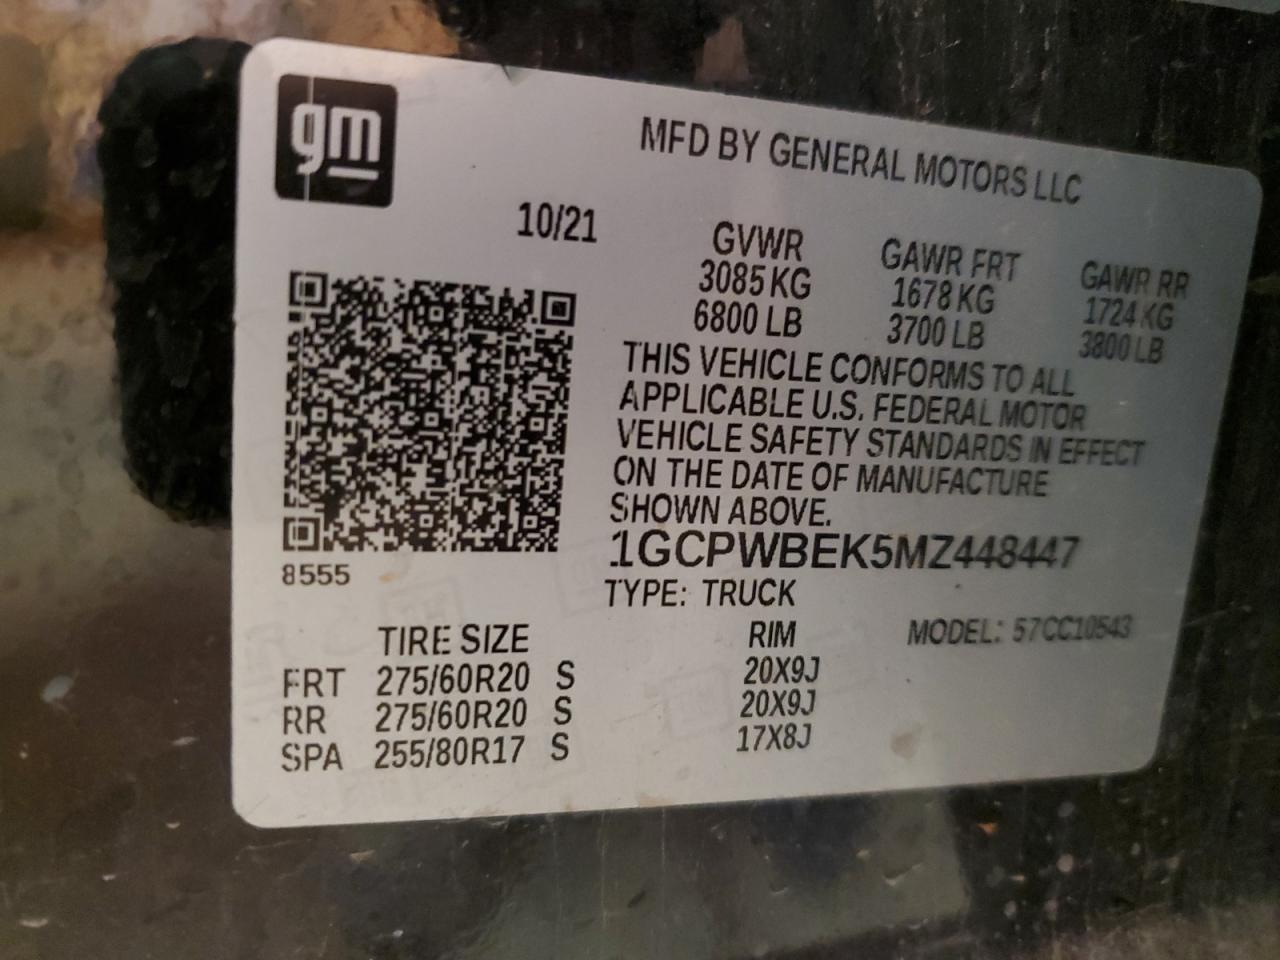 gm
MFD BY GENERAL MOTORS LLC
10/21
GVWR GAWR FRT GAWR RR
3085 KG 1678 KG 1724 KG
6800 LB 3700 LB 3800 LB
THIS VEHICLE CONFORMS TO ALL
APPLICABLE U.S. FEDERAL MOTOR
VEHICLE SAFETY STANDARDS IN EFFECT
ON THE DATE OF MANUFACTURE
SHOWN ABOVE.
1GCPWBEK5MZ448447
8555
TYPE: TRUCK
TIRE SIZE RIM MODEL: 57CC10543
FRT 275/60R20 S 20X9J
RR 275/60R20 S 20X9J
SPA 255/80R17 S 17X8J